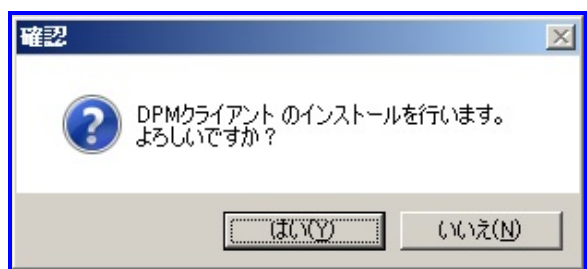 確認
DPMクライアント のインストールを行います。
よろしいですか？
はい(Y)
いいえ(N)